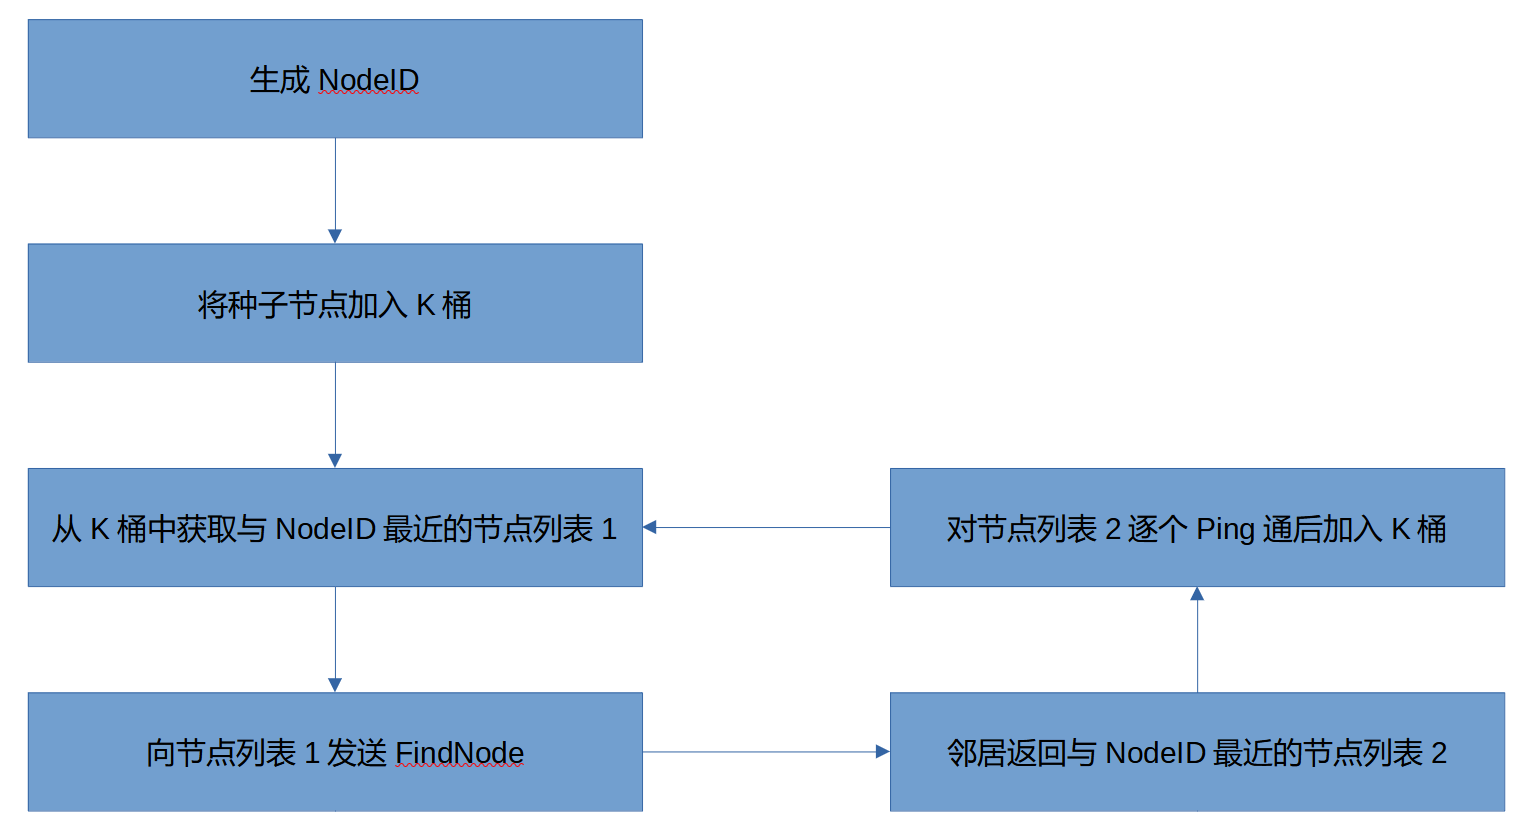 生成 NodeID
将种子节点加入 K 桶
从 K 桶中获取与 NodeID 最近的节点列表 1
对节点列表 2 逐个 Ping 通后加入 K 桶
向节点列表 1 发送 FindNode
邻居返回与 NodeID 最近的节点列表 2